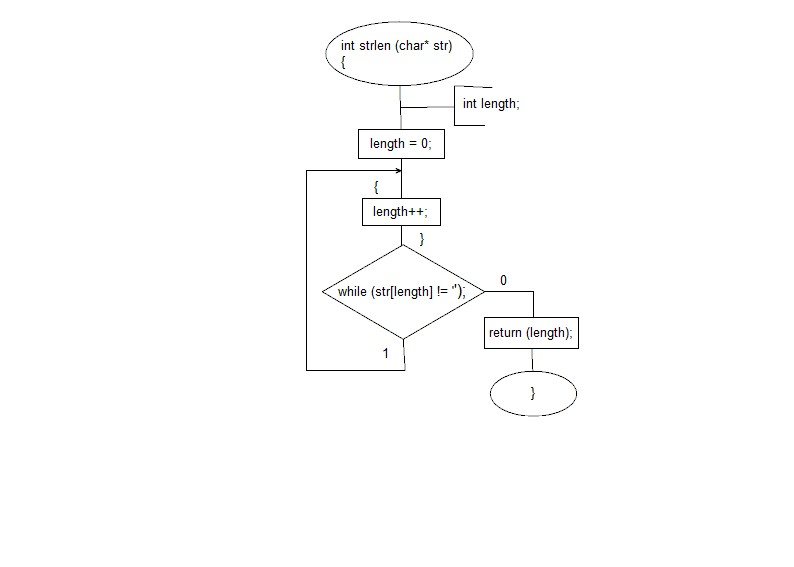 int strlen (char* str)
{
int length;
length = 0;
{
length++;
}
while (str[length] != '');
0
1
return (length);
}